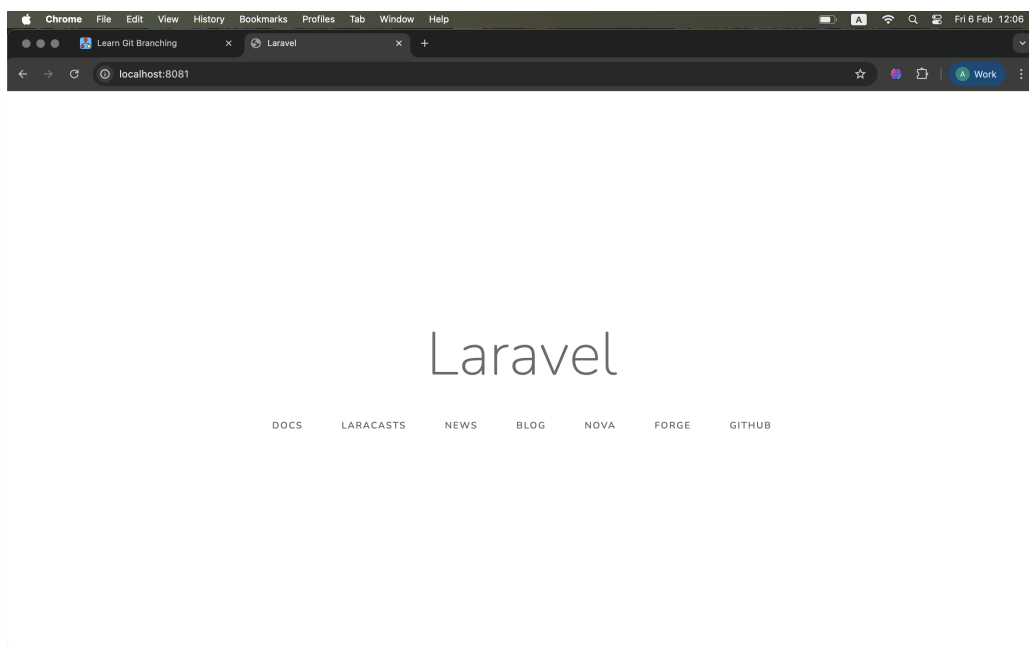 Chrome File Edit View History Bookmarks Profiles Tab Window Help A Fri 6 Feb 12:06
Learn Git Branching Laravel
localhost:8081 A Work
Laravel
DOCS LARACASTS NEWS BLOG NOVA FORGE GITHUB